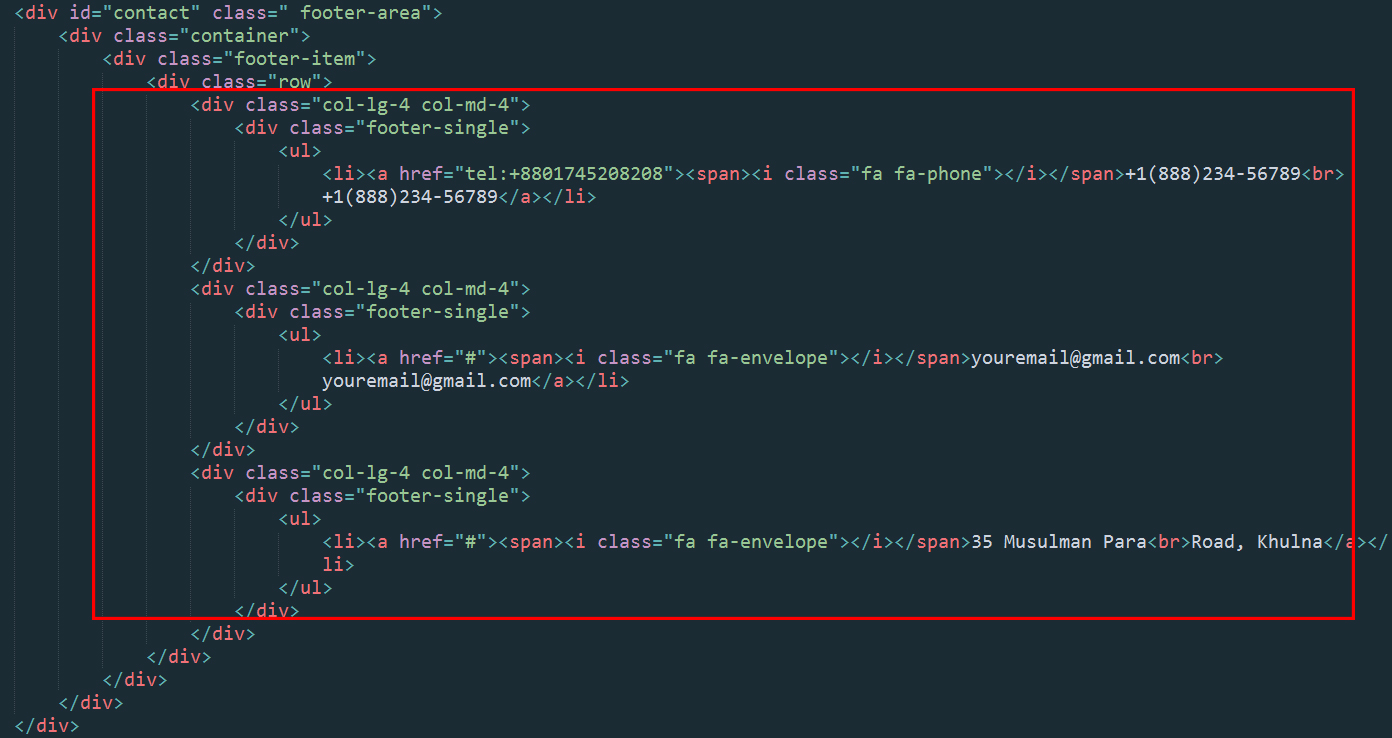 <div id="contact" class=" footer-area">
<div class="container">
<div class="footer-item">
<div class="row">
<div class="col-lg-4 col-md-4">
<div class="footer-single">
<ul>
<li><a href="tel:+8801745208208"><span><i class="fa fa-phone"></i></span>+1(888)234-56789<br>
+1(888)234-56789</a></li>
</ul>
</div>
</div>
<div class="col-lg-4 col-md-4">
<div class="footer-single">
<ul>
<li><a href="#"><span><i class="fa fa-envelope"></i></span>youremail@gmail.com<br>
youremail@gmail.com</a></li>
</ul>
</div>
</div>
<div class="col-lg-4 col-md-4">
<div class="footer-single">
<ul>
<li><a href="#"><span><i class="fa fa-envelope"></i></span>35 Musulman Para<br>Road, Khulna</a></
li>
</ul>
</div>
</div>
</div>
</div>
</div>
</div>